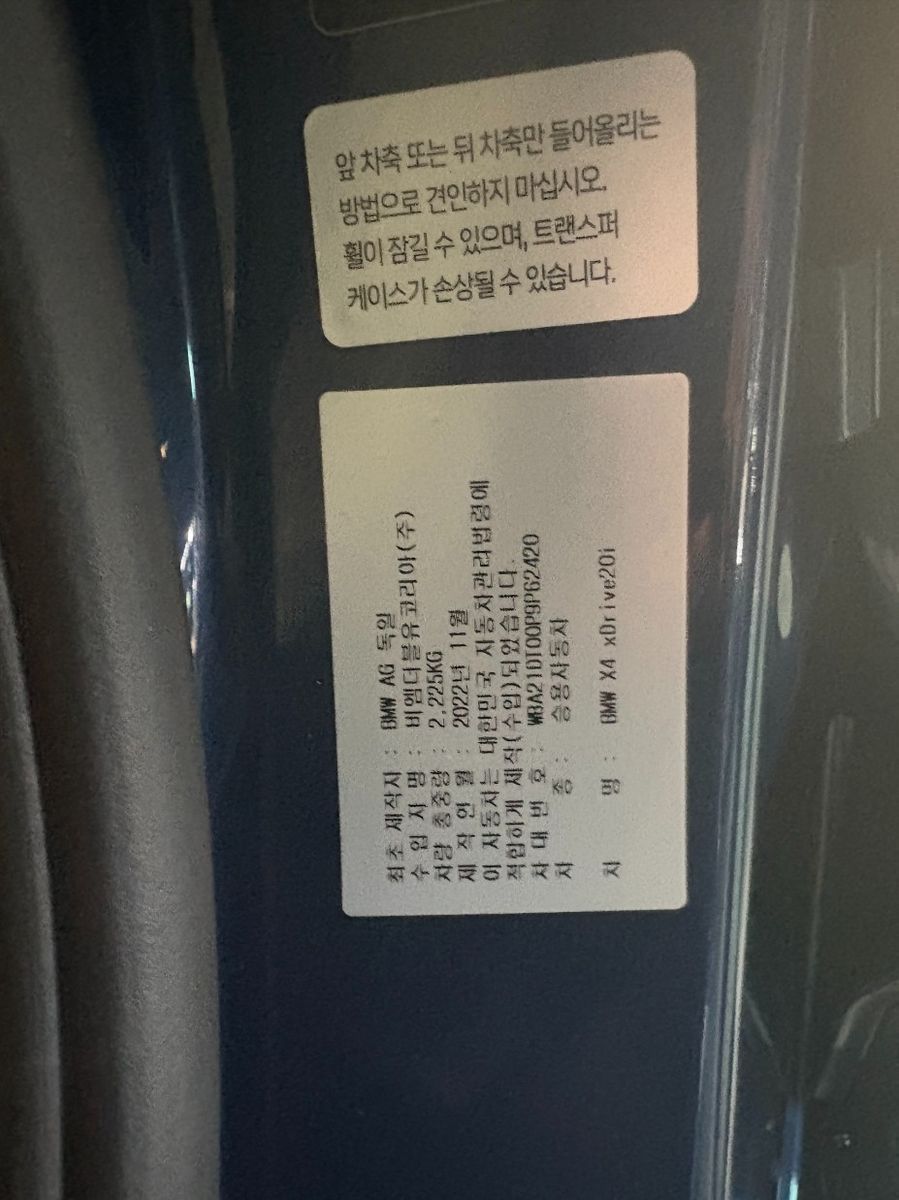 앞 차축 또는 뒤 차축만 들어올리는
방법으로 견인하지 마십시오.
휠이 잠길 수 있으며, 트랜스퍼
케이스가 손상될 수 있습니다.
최초 제작자 : BMW AG 독일
수 입 자 명 : 비엠더블유코리아(주)
차량 총중량 : 2,225KG
제 작 연 월 : 2022년 11월
이 자동차는 대한민국 자동차관리법령에
적합하게 제작(수입)되었습니다.
차 대 번 호 : WBA21DT00P9P62420
차 종 : 승용자동차
차 명 : BMW X4 xDrive20i